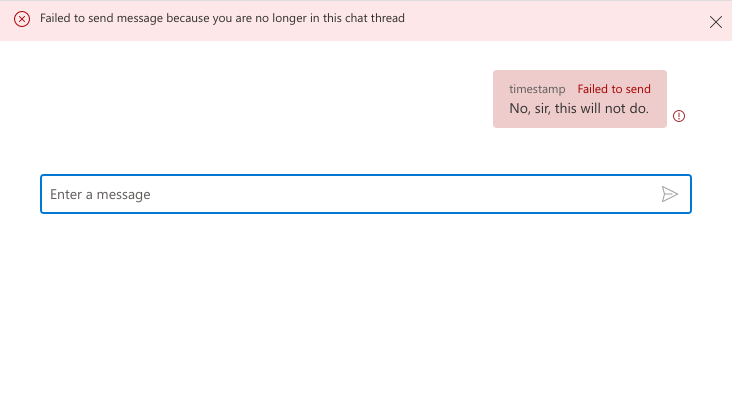 Failed to send message because you are no longer in this chat thread
timestamp Failed to send
No, sir, this will not do.
Enter a message